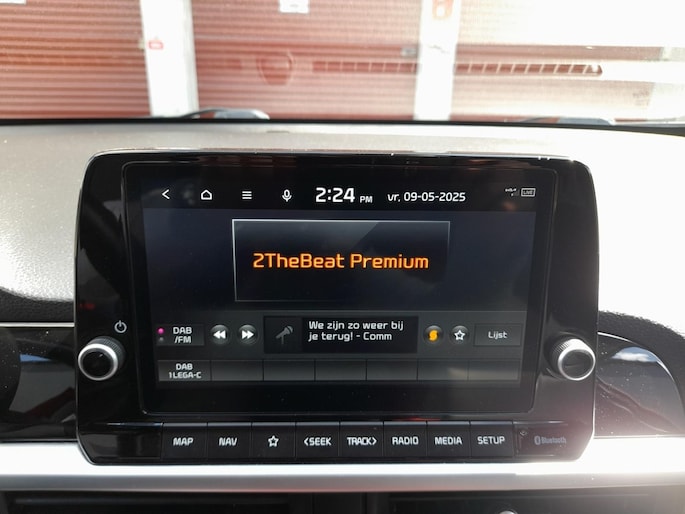 2:24 PM vr. 09-05-2025 LIVE
2TheBeat Premium
DAB
/FM
We zijn zo weer bij
je terug! - Comm
Lijst
DAB
1LEGA-C
MAP NAV <SEEK TRACK> RADIO MEDIA SETUP Bluetooth